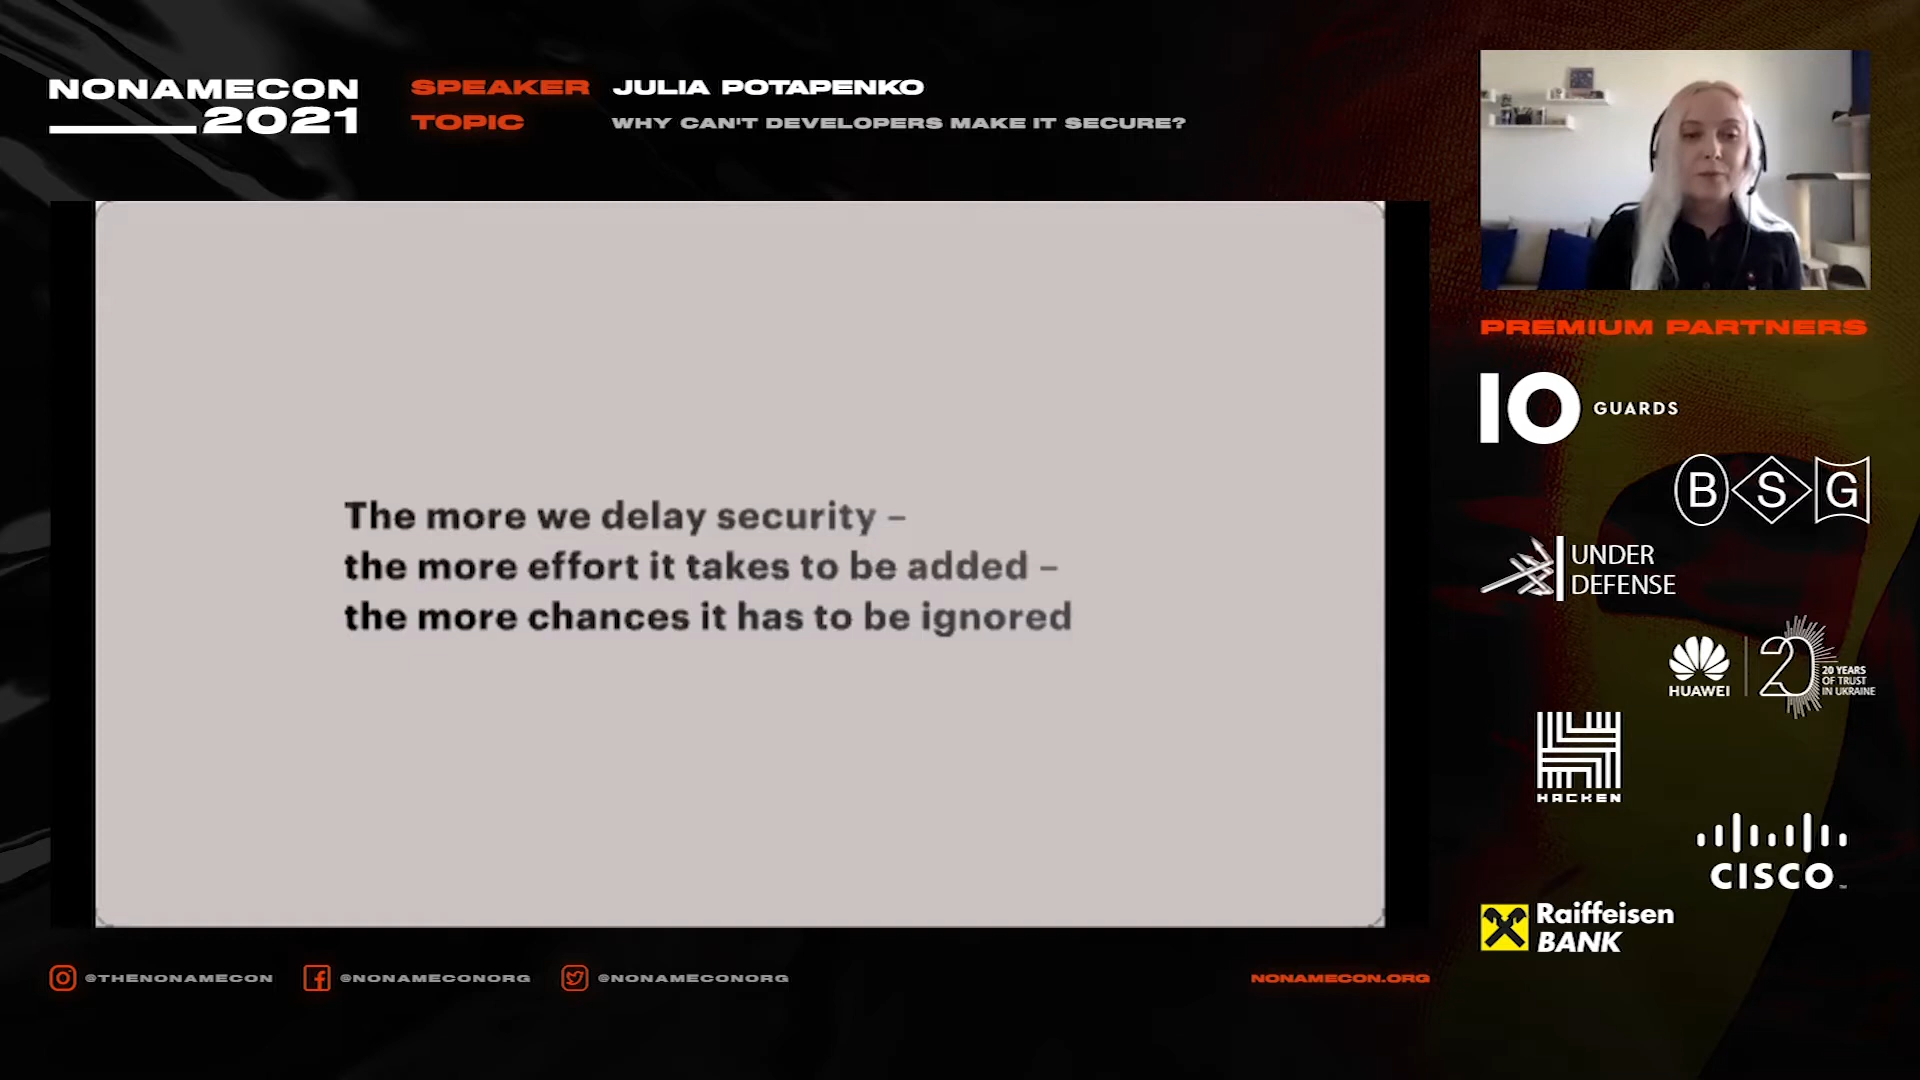 NONAMECON
2021
SPEAKER JULIA POTAPENKO
TOPIC WHY CAN'T DEVELOPERS MAKE IT SECURE?
The more we delay security –
the more effort it takes to be added –
the more chances it has to be ignored
PREMIUM PARTNERS
IO GUARDS
BSG
UNDER
DEFENSE
HUAWEI
20
20 YEARS
OF TRUST
IN UKRAINE
HACKEN
CISCO
Raiffeisen
BANK
@THENONAMECON @NONAMECONORG @NONAMECONORG
NONAMECON.ORG